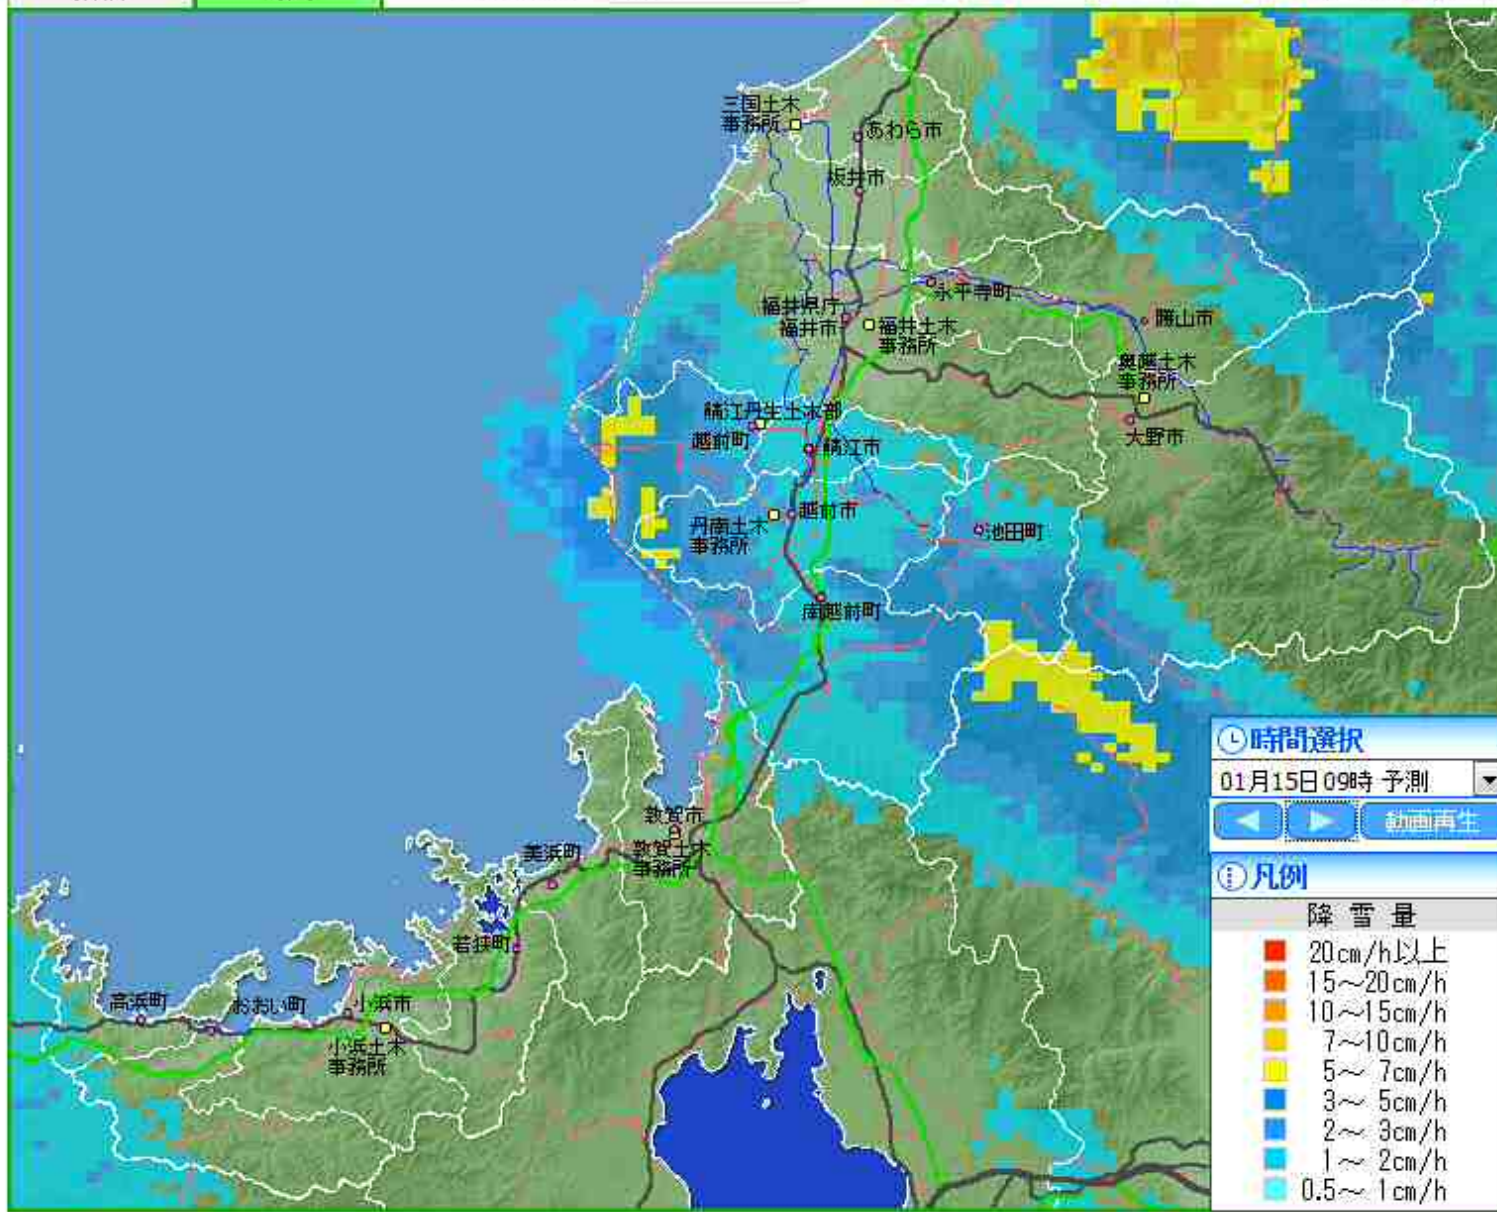 三国土木
事務所
あわら市
坂井市
永平寺町
福井県庁
福井市
福井土木
事務所
勝山市
奥越土木
事務所
大野市
鯖江丹生土木部
越前町
鯖江市
丹南土木
事務所
越前市
池田町
南越前町
敦賀市
敦賀土木
事務所
美浜町
若狭町
高浜町
おおい町
小浜市
小浜土木
事務所
時間選択
01月15日09時 予測
動画再生
凡例
降 雪 量
20cm/h以上
15～20cm/h
10～15cm/h
7～10cm/h
5～ 7cm/h
3～ 5cm/h
2～ 3cm/h
1～ 2cm/h
0.5～ 1cm/h